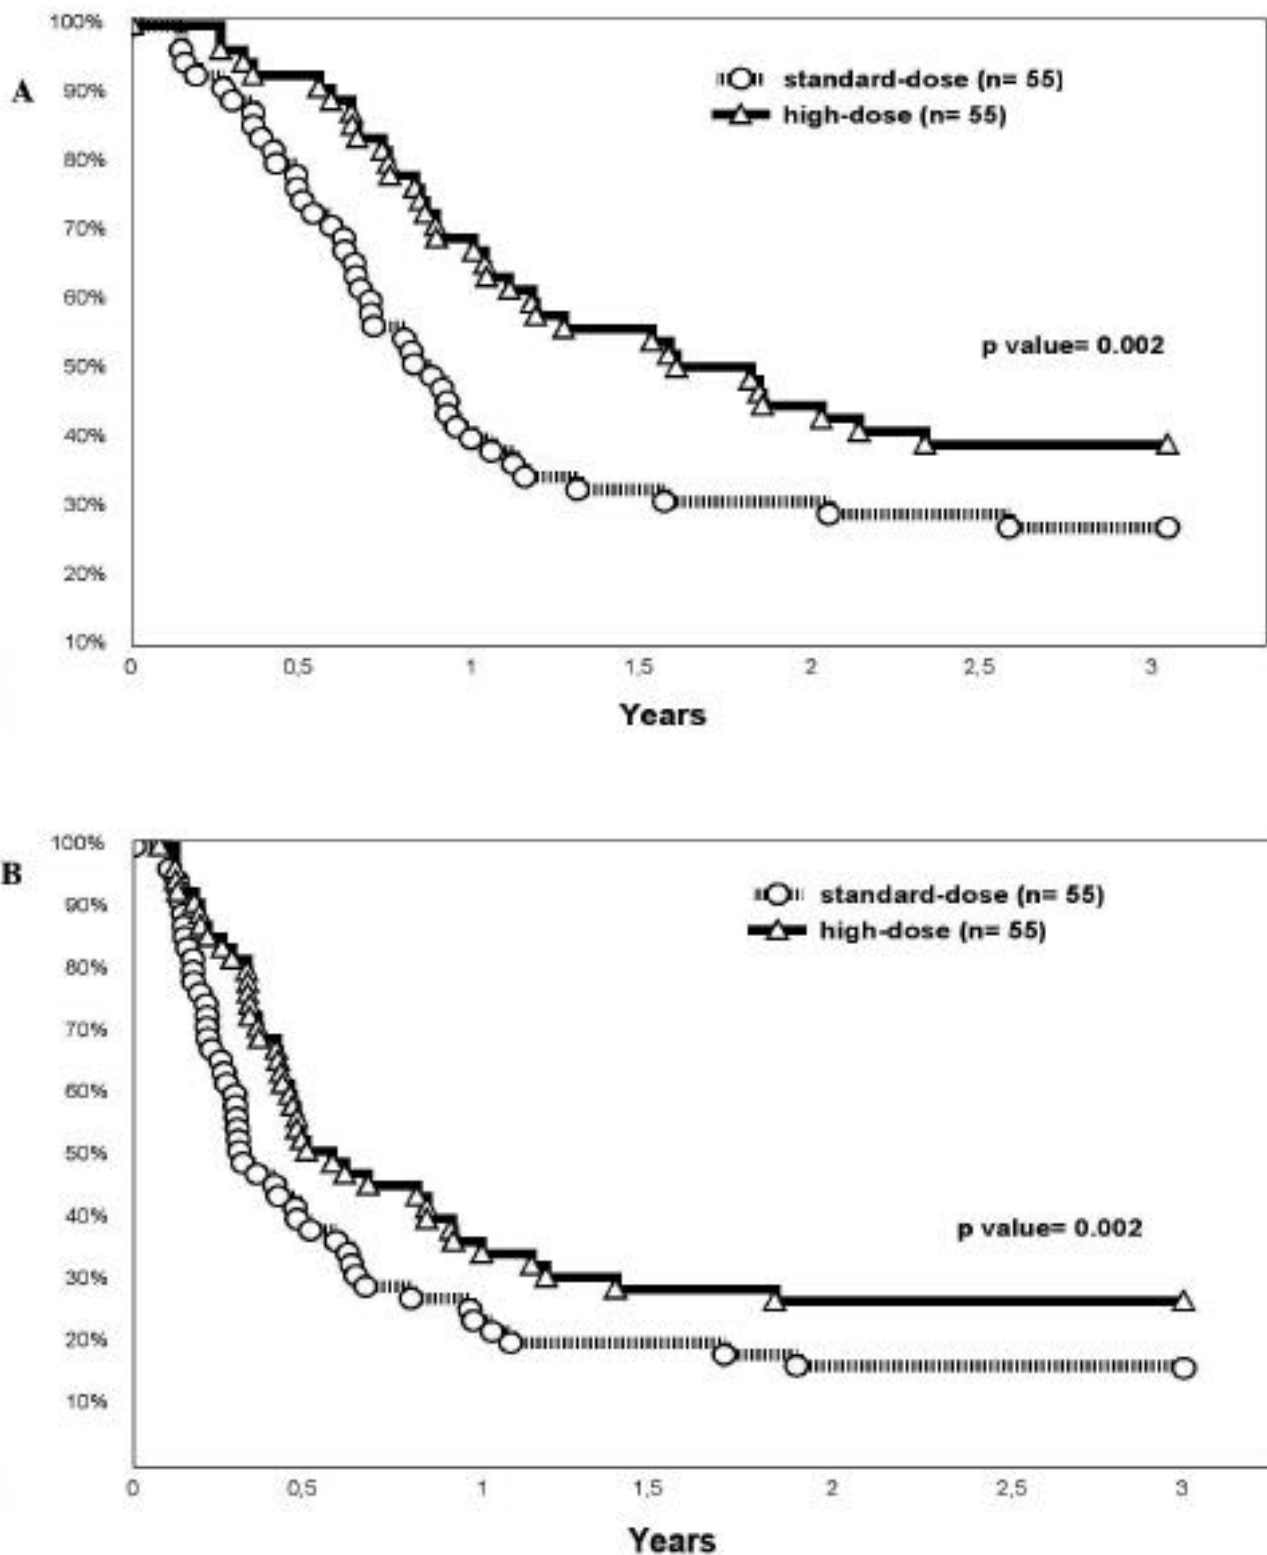 A
100%
90%
80%
70%
60%
50%
40%
30%
20%
10%
standard-dose (n= 55)
high-dose (n= 55)
p value= 0.002
0 0,5 1 1,5 2 2,5 3
Years
B
100%
90%
80%
70%
60%
50%
40%
30%
20%
10%
standard-dose (n= 55)
high-dose (n= 55)
p value= 0.002
0 0,5 1 1,5 2 2,5 3
Years